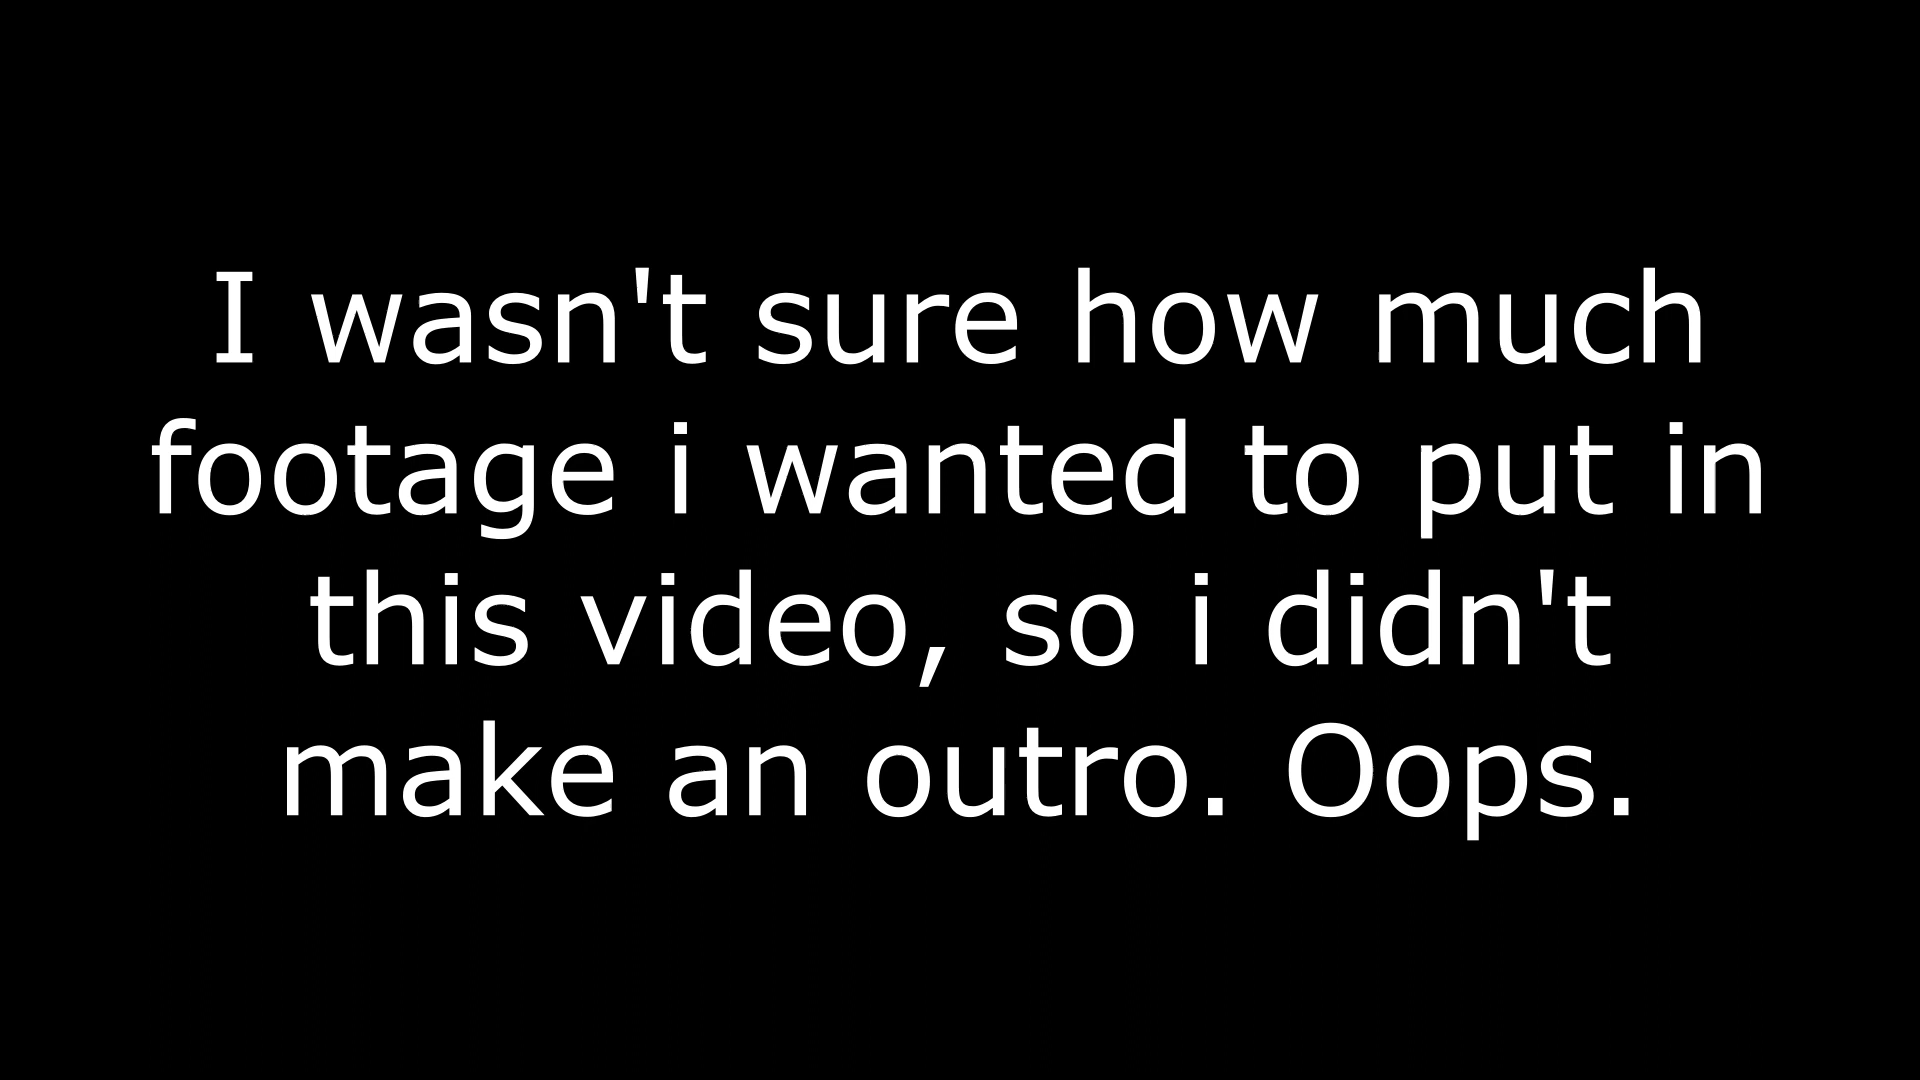 I wasn't sure how much
footage i wanted to put in
this video, so i didn't
make an outro. Oops.